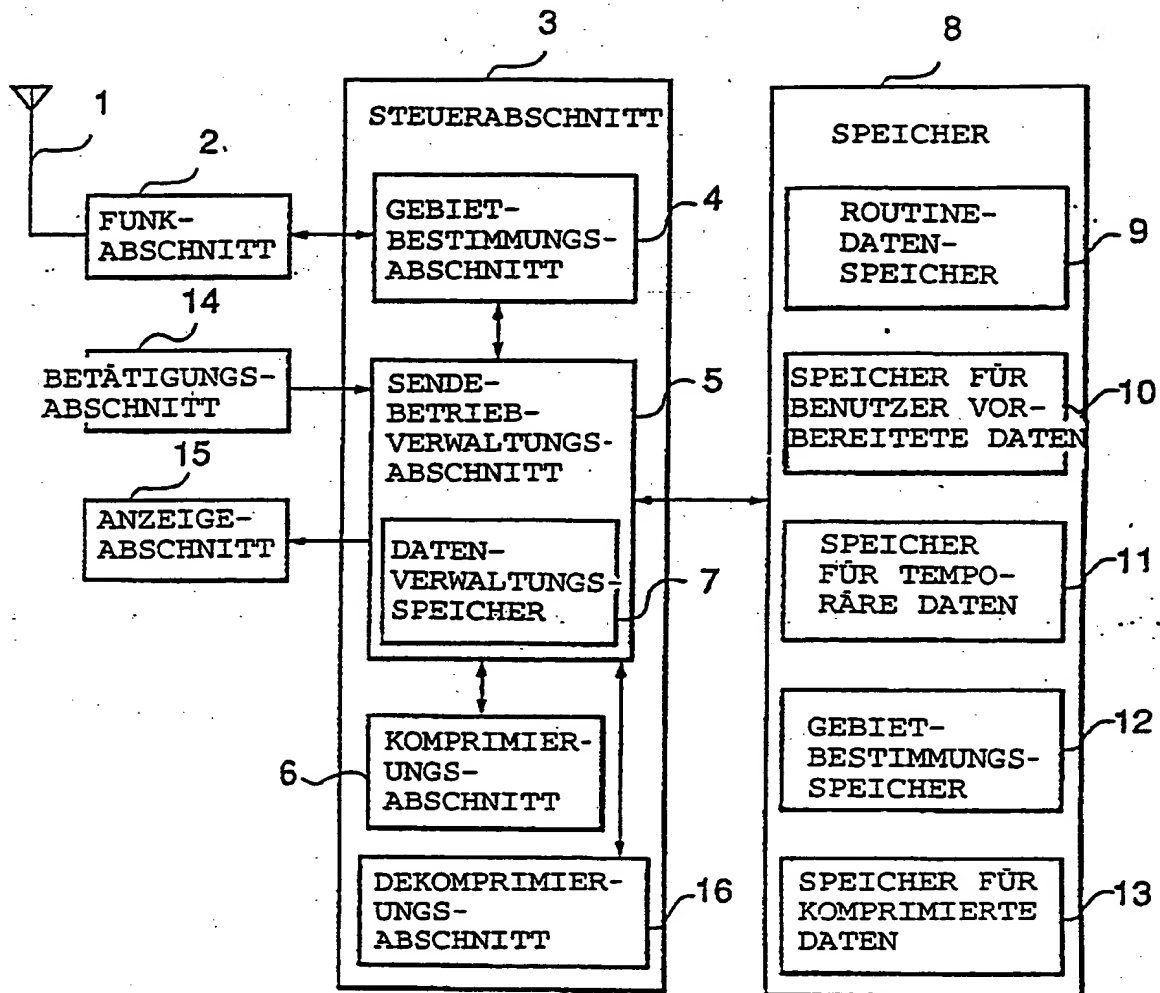 3
8
1
STEUERABSCHNITT
SPEICHER
2
FUNK-
ABSCHNITT
GEBIET-
BESTIMMUNGS-
ABSCHNITT
4
ROUTINE-
DATEN-
SPEICHER
9
14
BETÄTIGUNGS-
ABSCHNITT
SENDE-
BETRIEB-
VERWALTUNGS-
ABSCHNITT
5
SPEICHER FÜR
BENUTZER VOR-
BEREITETE DATEN
10
15
ANZEIGE-
ABSCHNITT
DATEN-
VERWALTUNGS-
SPEICHER
7
SPEICHER
FÜR TEMPO-
RÄRE DATEN
11
6
KOMPRIMIER-
UNGS-
ABSCHNITT
GEBIET-
BESTIMMUNGS-
SPEICHER
12
DEKOMPRIMIER-
UNGS-
ABSCHNITT
16
SPEICHER FÜR
KOMPRIMIERTE
DATEN
13